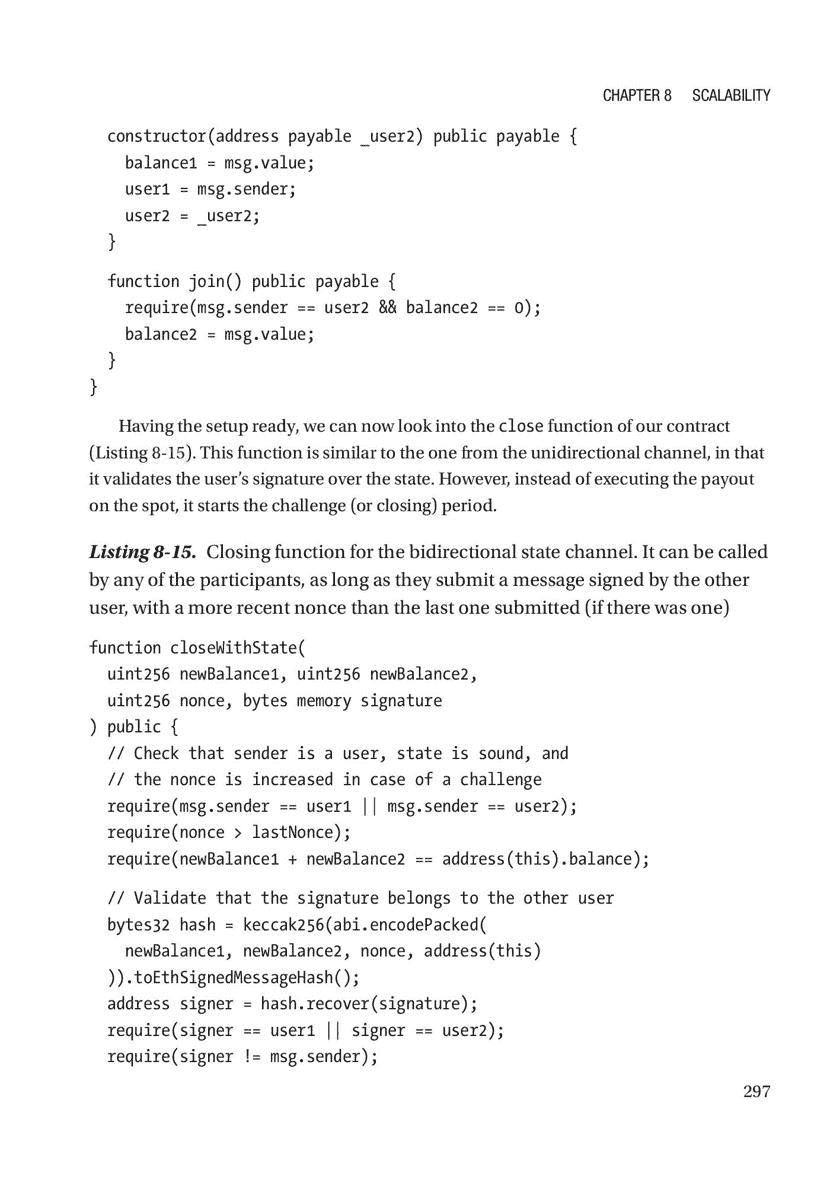 CHAPTER 8 SCALABILITY
constructor(address payable _user2) public payable {
balance1 = msg.value;
user1 = msg.sender;
user2 = _user2;
}
function join() public payable {
require(msg.sender == user2 && balance2 == 0);
balance2 = msg.value;
}
}
Having the setup ready, we can now look into the close function of our contract
(Listing 8-15). This function is similar to the one from the unidirectional channel, in that
it validates the user's signature over the state. However, instead of executing the payout
on the spot, it starts the challenge (or closing) period.
Listing 8-15. Closing function for the bidirectional state channel. It can be called
by any of the participants, as long as they submit a message signed by the other
user, with a more recent nonce than the last one submitted (if there was one)
function closeWithState(
uint256 newBalance1, uint256 newBalance2,
uint256 nonce, bytes memory signature
) public {
// Check that sender is a user, state is sound, and
// the nonce is increased in case of a challenge
require(msg.sender == user1 || msg.sender == user2);
require(nonce > lastNonce);
require(newBalance1 + newBalance2 == address(this).balance);
// Validate that the signature belongs to the other user
bytes32 hash = keccak256(abi.encodePacked(
newBalance1, newBalance2, nonce, address(this)
)).toEthSignedMessageHash();
address signer = hash.recover(signature);
require(signer == user1 || signer == user2);
require(signer != msg.sender);
297